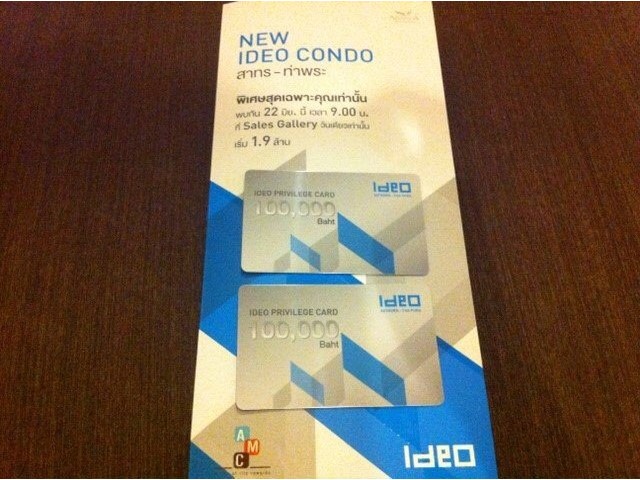 NEW
IDEO CONDO
สาทร - ท่าพระ
พิเศษสุดเฉพาะคุณเท่านั้น
พบกัน 22 มิย. นี้ เวลา 9.00 น.
ที่ Sales Gallery วันเดียวเท่านั้น
เริ่ม 1.9 ล้าน
ideo
IDEO PRIVILEGE CARD
100,000
Baht
ideo
IDEO PRIVILEGE CARD
100,000
Baht
A
M
C
ideo